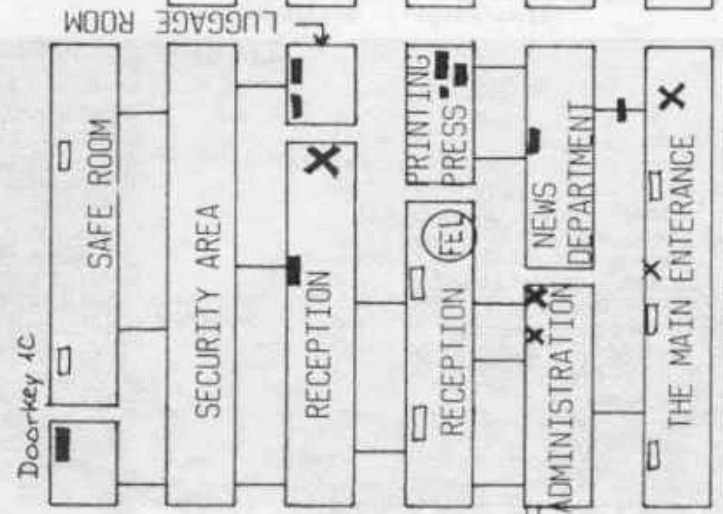 LUGGAGE ROOM
Doorkey 1C
SAFE ROOM
SECURITY AREA
RECEPTION
RECEPTION FEL
PRINTING
PRESS
NEWS
DEPARTMENT
ADMINISTRATION
THE MAIN ENTERANCE